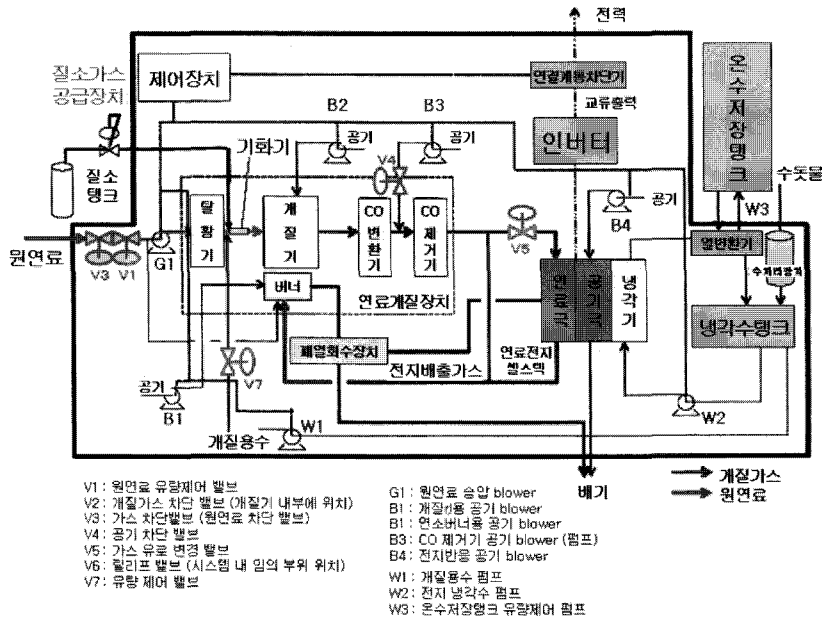 전력
질소가스
공급장치
제어장치
연결계통차단기
교류출력
온수저장탱크
B2
B3
공기
공기
인버터
질소
탱크
기화기
V4
공기
B4
수돗물
W3
탈황기
개질기
CO
변환기
CO
제거기
V5
열변환기
원연료
V3
V1
G1
버너
연료개질장치
연료극
공기극
냉각기
냉각수탱크
폐열회수장치
전지배출가스
연료전지
셀스택
공기
B1
V7
개질용수
W1
W2
배기
개질가스
원연료
V1 : 원연료 유량제어 밸브
V2 : 개질가스 차단 밸브 (개질기 내부에 위치)
V3 : 가스 차단밸브 (원연료 차단 밸브)
V4 : 공기 차단 밸브
V5 : 가스 유로 변경 밸브
V6 : 릴리프 밸브 (시스템 내 임의 부위 위치)
V7 : 유량 제어 밸브
G1 : 원연료 승압 blower
B1 : 공기 blower
B1 : 연소버너용 공기 blower
B3 : CO 제거기 공기 blower (펌프)
B4 : 전지반응 공기 blower
W1 : 개질용수 펌프
W2 : 전지 냉각수 펌프
W3 : 온수저장탱크 유량제어 펌프